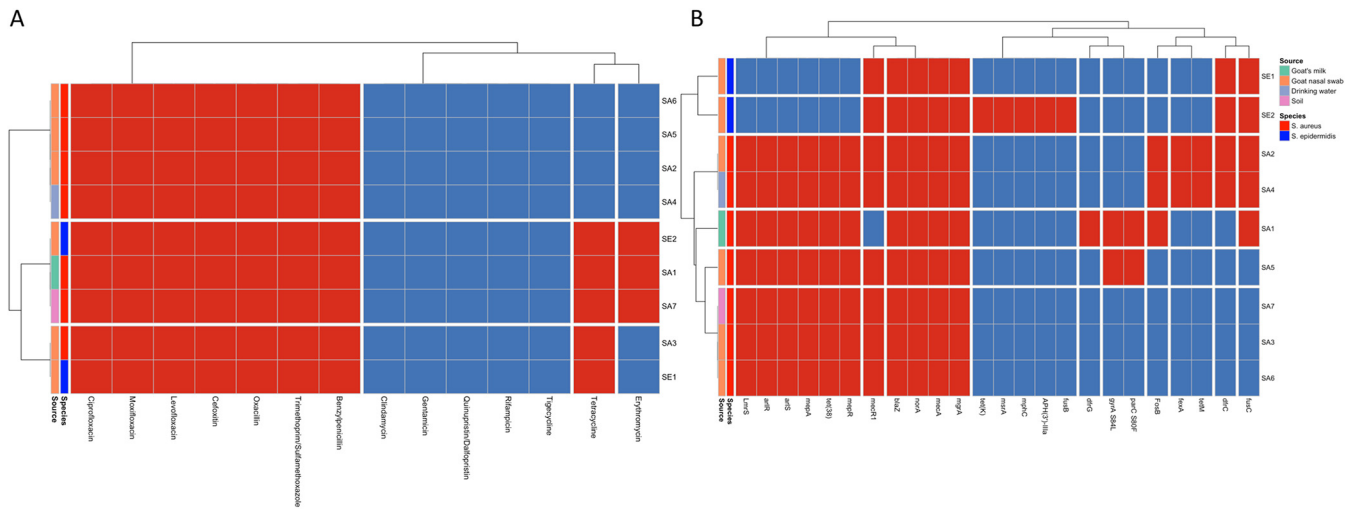 A
SA6
SA5
SA2
SA4
SE2
SA1
SA7
SA3
SE1
Source
Species
Ciprofloxacin
Moxifloxacin
Levofloxacin
Cefoxitin
Oxacillin
Trimethoprim/Sulfamethoxazole
Benzylpenicillin
Clindamycin
Gentamicin
Quinupristin/Dalfopristin
Rifampicin
Tigecycline
Tetracycline
Erythromycin
B
SE1
SE2
SA2
SA4
SA1
SA5
SA7
SA3
SA6
Source
Species
LmrS
arlR
arlS
mepA
tet(38)
mepR
mecR1
blaZ
norA
mecA
mgrA
tet(K)
msrA
mphC
APH(3')-IIIa
fusB
dfrG
gyrA S84L
parC S80F
FosB
fexA
tetM
dfrC
fusC
Source
Goat's milk
Goat nasal swab
Drinking water
Soil
Species
S. aureus
S. epidermidis